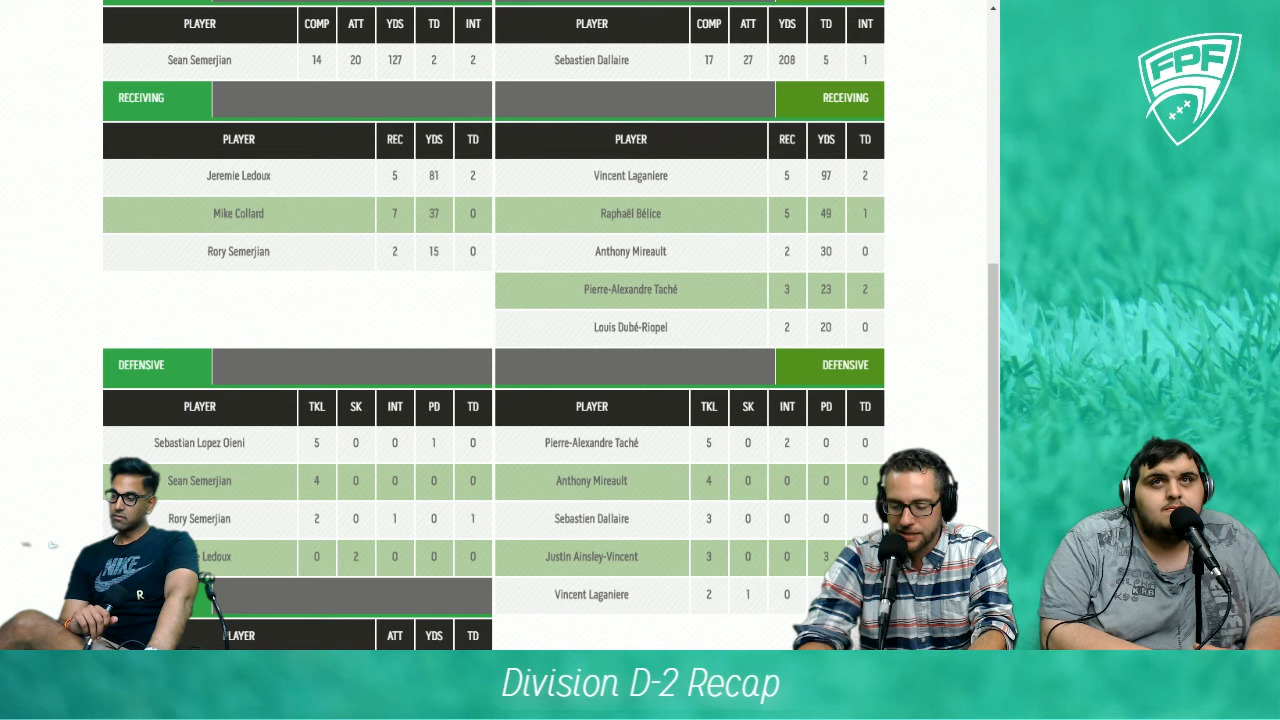 PLAYER COMP ATT YDS TD INT PLAYER COMP ATT YDS TD INT
Sean Semerjian 14 20 127 2 2 Sebastien Dallaire 17 27 208 5 1
RECEIVING RECEIVING
PLAYER REC YDS TD PLAYER REC YDS TD
Jeremie Ledoux 5 81 2 Vincent Laganiere 5 97 2
Mike Collard 7 37 0 Raphaël Bélice 5 49 1
Rory Semerjian 2 15 0 Anthony Mireault 2 30 0
Pierre-Alexandre Taché 3 23 2
Louis Dubé-Riopel 2 20 0
DEFENSIVE DEFENSIVE
PLAYER TKL SK INT PD TD PLAYER TKL SK INT PD TD
Sebastian Lopez Oieni 5 0 0 1 0 Pierre-Alexandre Taché 5 0 2 0 0
Sean Semerjian 4 0 0 0 0 Anthony Mireault 4 0 0 0 0
Rory Semerjian 2 0 1 0 1 Sebastien Dallaire 3 0 0 0 0
Ledoux 0 2 0 0 0 Justin Ainsley-Vincent 3 0 0 3
Vincent Laganiere 2 1 0
PLAYER ATT YDS TD
FPF
NIKE
R
Division D-2 Recap